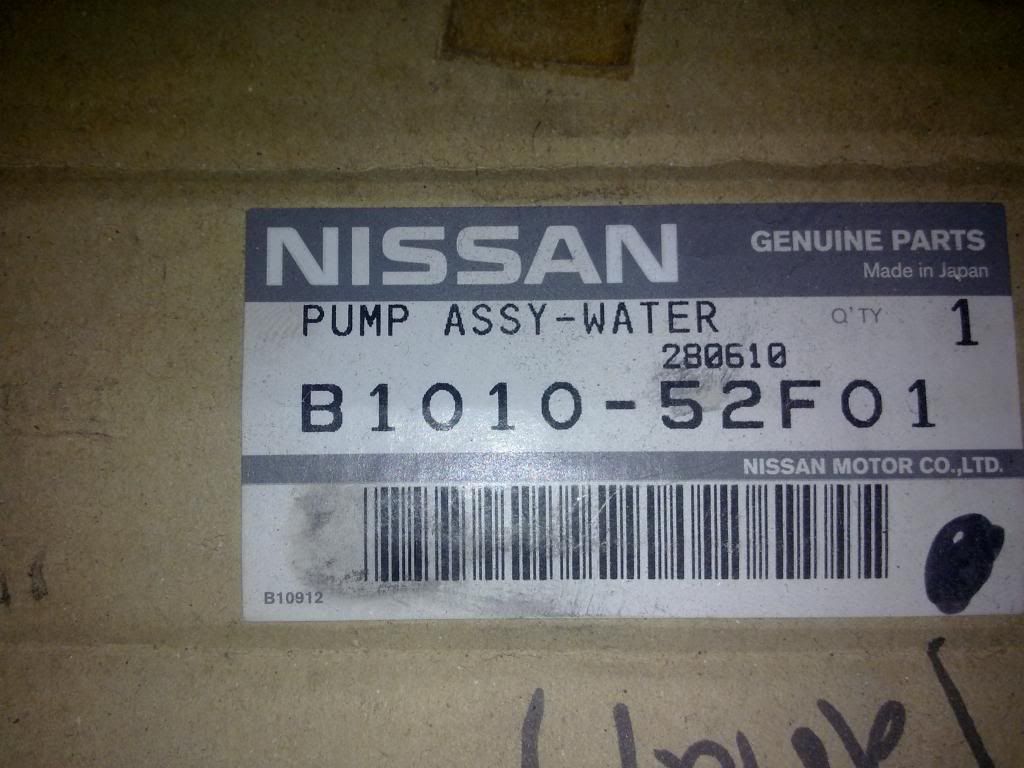 NISSAN
GENUINE PARTS
Made in Japan
PUMP ASSY-WATER
Q'TY 1
280610
B1010-52F01
NISSAN MOTOR CO.,LTD.
B10912